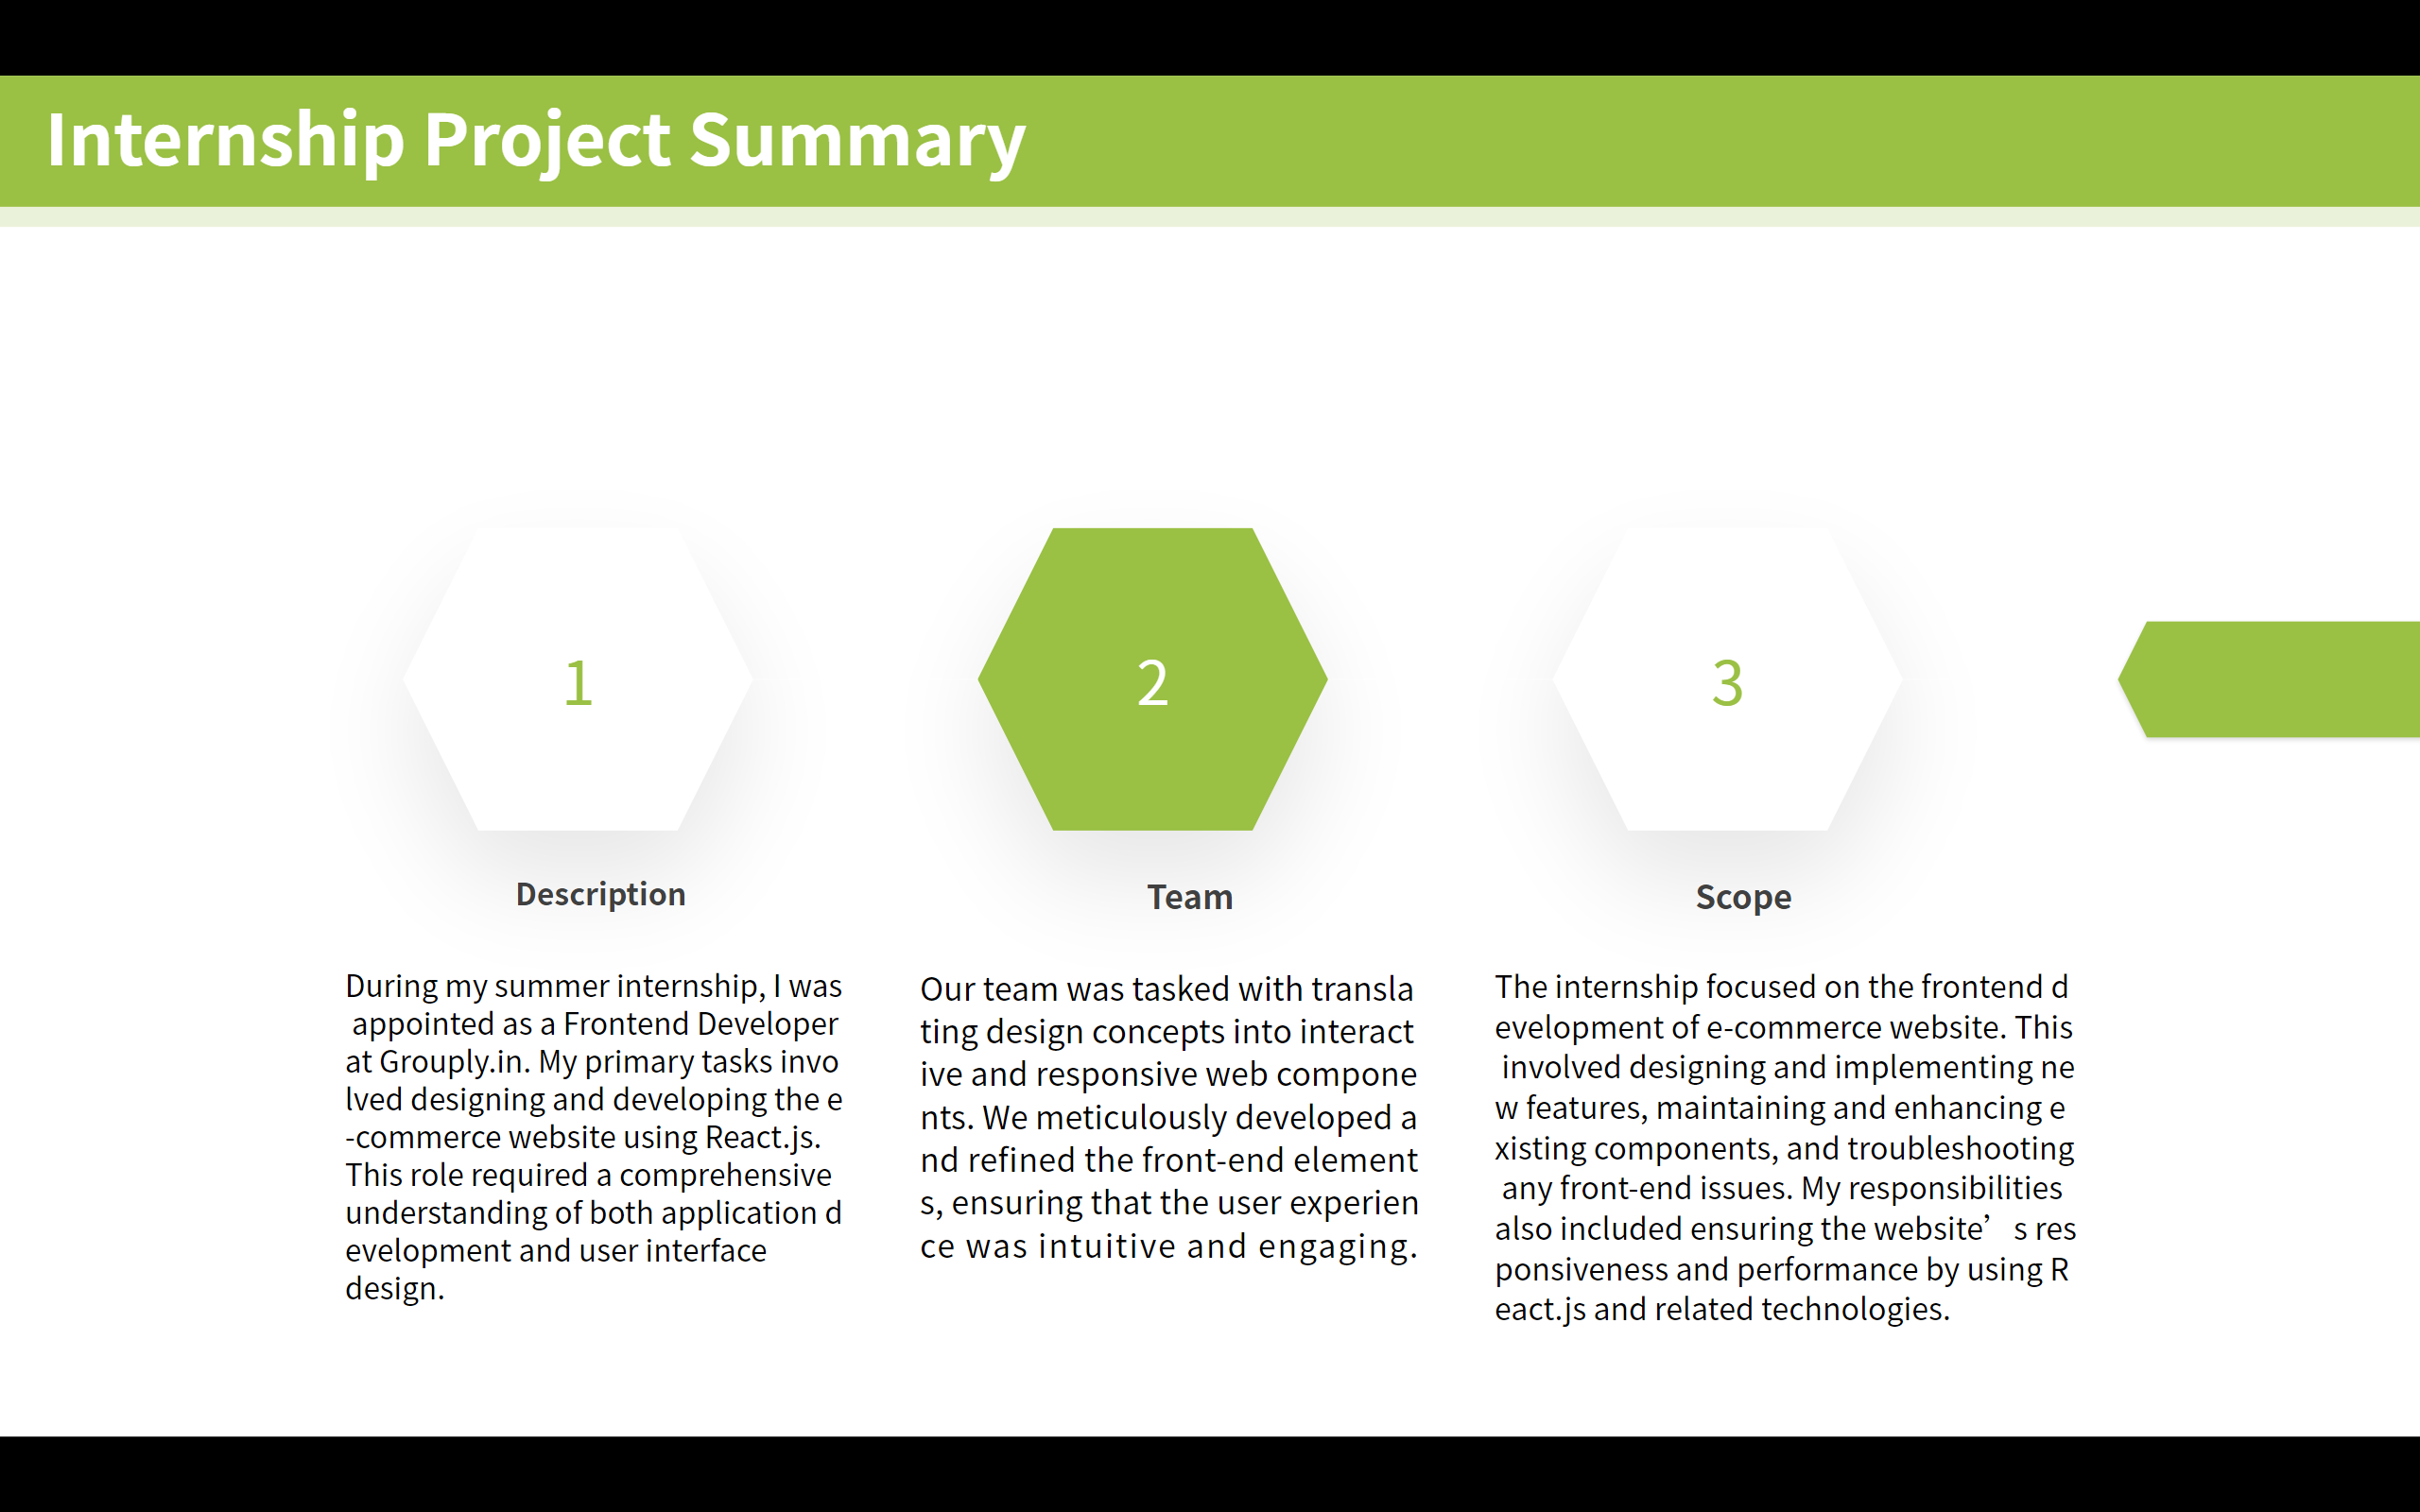 Internship Project Summary
1
Description
During my summer internship, I was
appointed as a Frontend Developer
at Grouply.in. My primary tasks invo
lved designing and developing the e
-commerce website using React.js.
This role required a comprehensive
understanding of both application d
evelopment and user interface
design.
2
Team
Our team was tasked with transla
ting design concepts into interact
ive and responsive web compone
nts. We meticulously developed a
nd refined the front-end element
s, ensuring that the user experien
ce was intuitive and engaging.
3
Scope
The internship focused on the frontend d
evelopment of e-commerce website. This
involved designing and implementing ne
w features, maintaining and enhancing e
xisting components, and troubleshooting
any front-end issues. My responsibilities
also included ensuring the website’s res
ponsiveness and performance by using R
eact.js and related technologies.